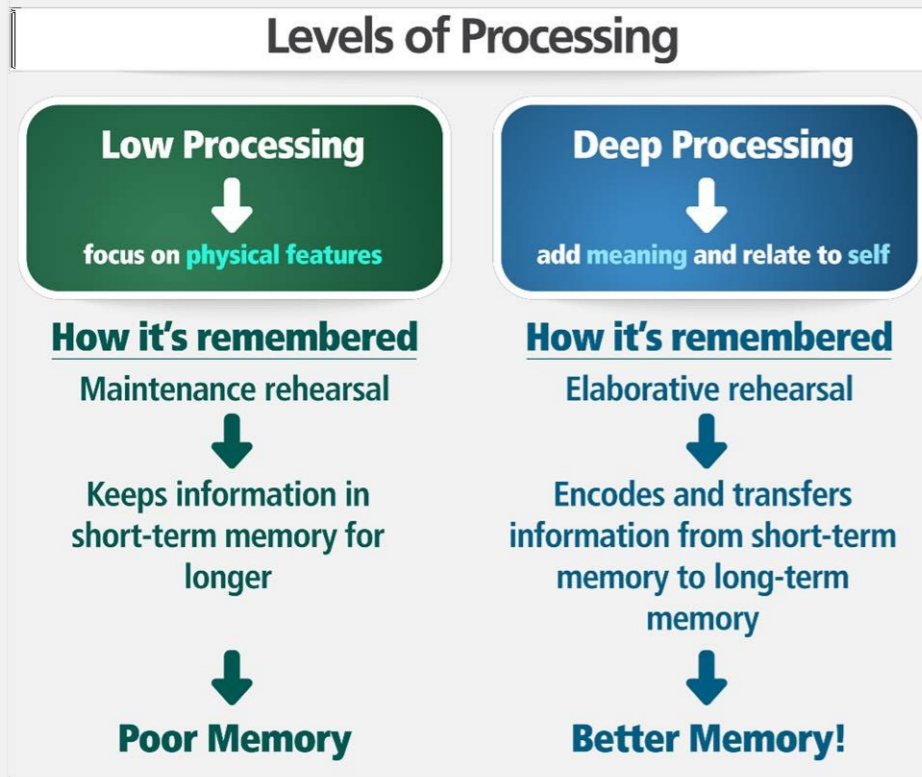 Levels of Processing
Low Processing
focus on physical features
How it's remembered
Maintenance rehearsal
Keeps information in
short-term memory for
longer
Poor Memory
Deep Processing
add meaning and relate to self
How it's remembered
Elaborative rehearsal
Encodes and transfers
information from short-term
memory to long-term
memory
Better Memory!